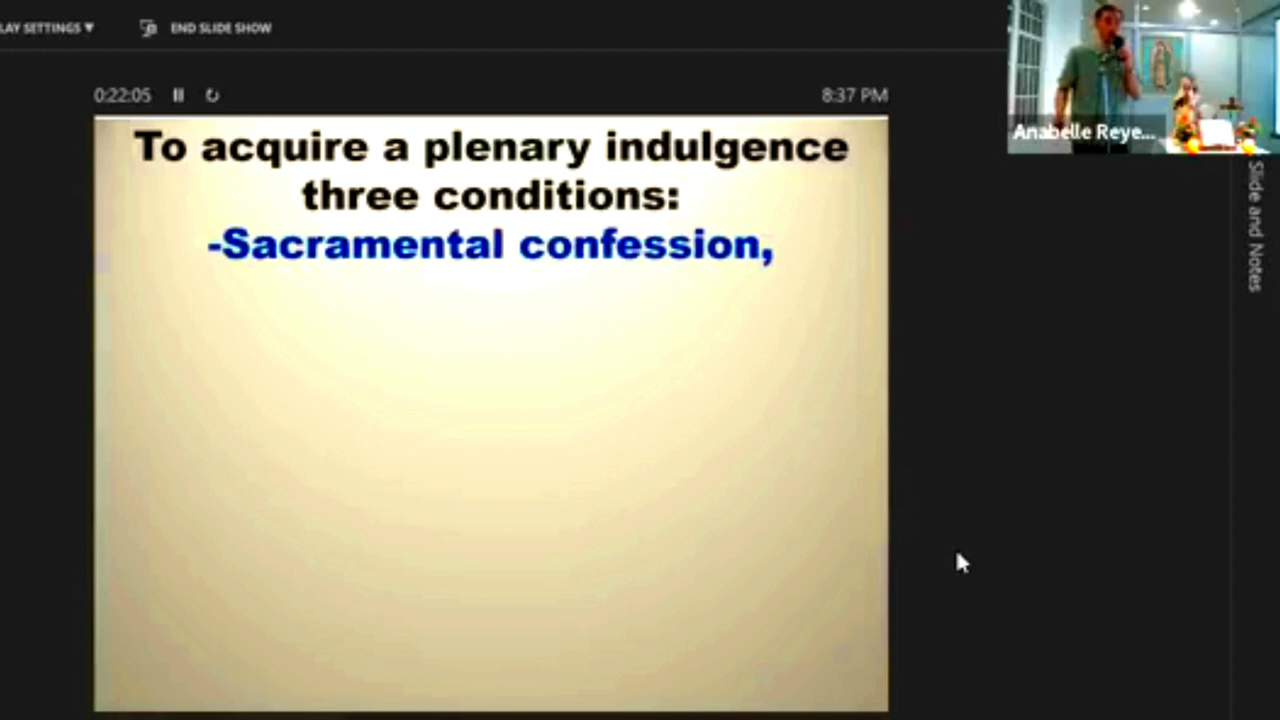 LAY SETTINGS ▼ END SLIDE SHOW
0:22:05 8:37 PM
To acquire a plenary indulgence
three conditions:
-Sacramental confession,
Anabelle Reye...
Slide and Notes